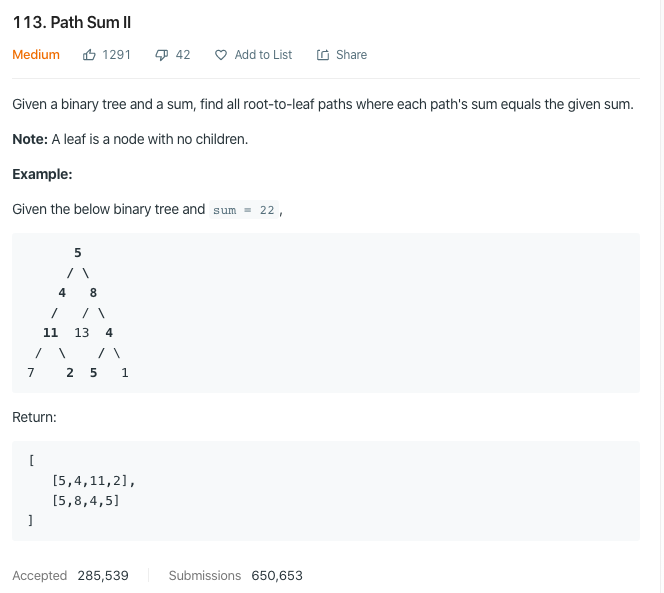 113. Path Sum II
Medium 1291 42 Add to List Share
Given a binary tree and a sum, find all root-to-leaf paths where each path's sum equals the given sum.
Note: A leaf is a node with no children.
Example:
Given the below binary tree and sum = 22,
5
/ \
4 8
/ / \
11 13 4
/ \ / \
7 2 5 1
Return:
[
[5,4,11,2],
[5,8,4,5]
]
Accepted 285,539 Submissions 650,653